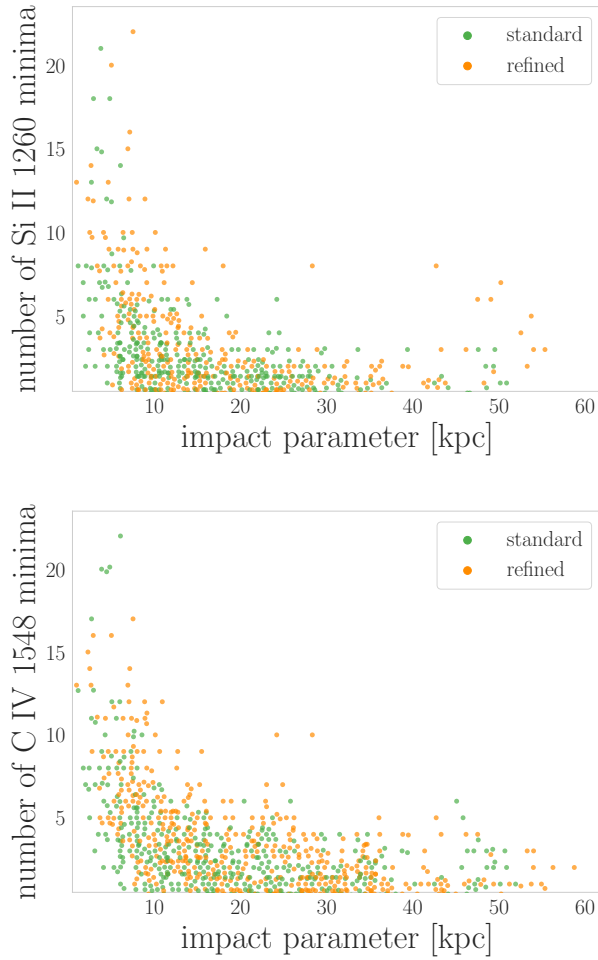 number of Si II 1260 minima
20
15
10
5
standard
refined
10 20 30 40 50 60
impact parameter [kpc]
number of C IV 1548 minima
20
15
10
5
standard
refined
10 20 30 40 50 60
impact parameter [kpc]